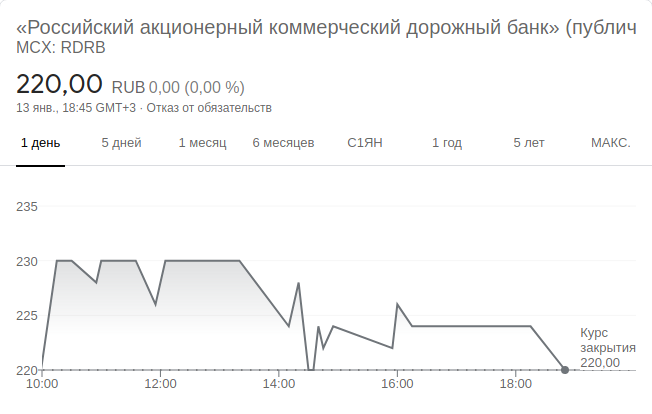 «Российский акционерный коммерческий дорожный банк» (публич
MCX: RDRB
220,00 RUB 0,00 (0,00 %)
13 янв., 18:45 GMT+3 · Отказ от обязательств
1 день 5 дней 1 месяц 6 месяцев С1ЯН 1 год 5 лет МАКС.
235
230
225
220
Курс
закрытия
220,00
10:00 12:00 14:00 16:00 18:00